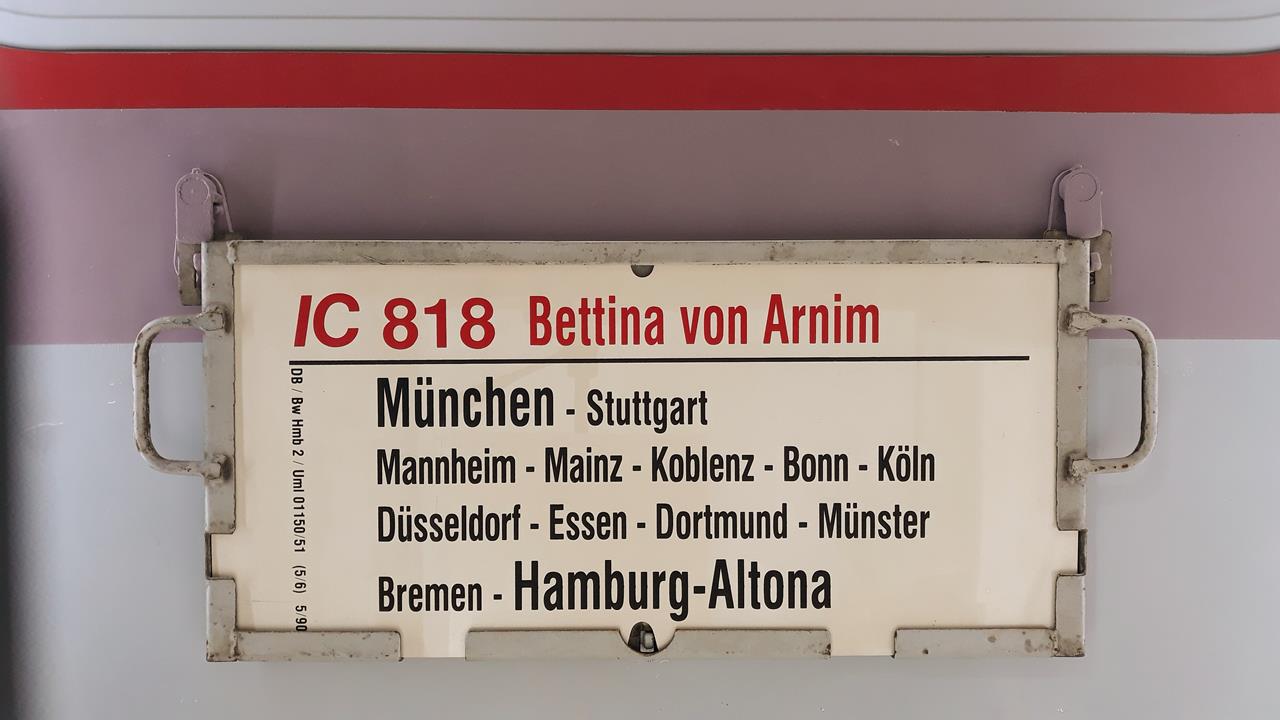 IC 818 Bettina von Arnim
München - Stuttgart
Mannheim - Mainz - Koblenz - Bonn - Köln
Düsseldorf - Essen - Dortmund - Münster
Bremen - Hamburg-Altona
DB / Bw Hmb 2 / Uml 01150/51 (5/6) 5/90